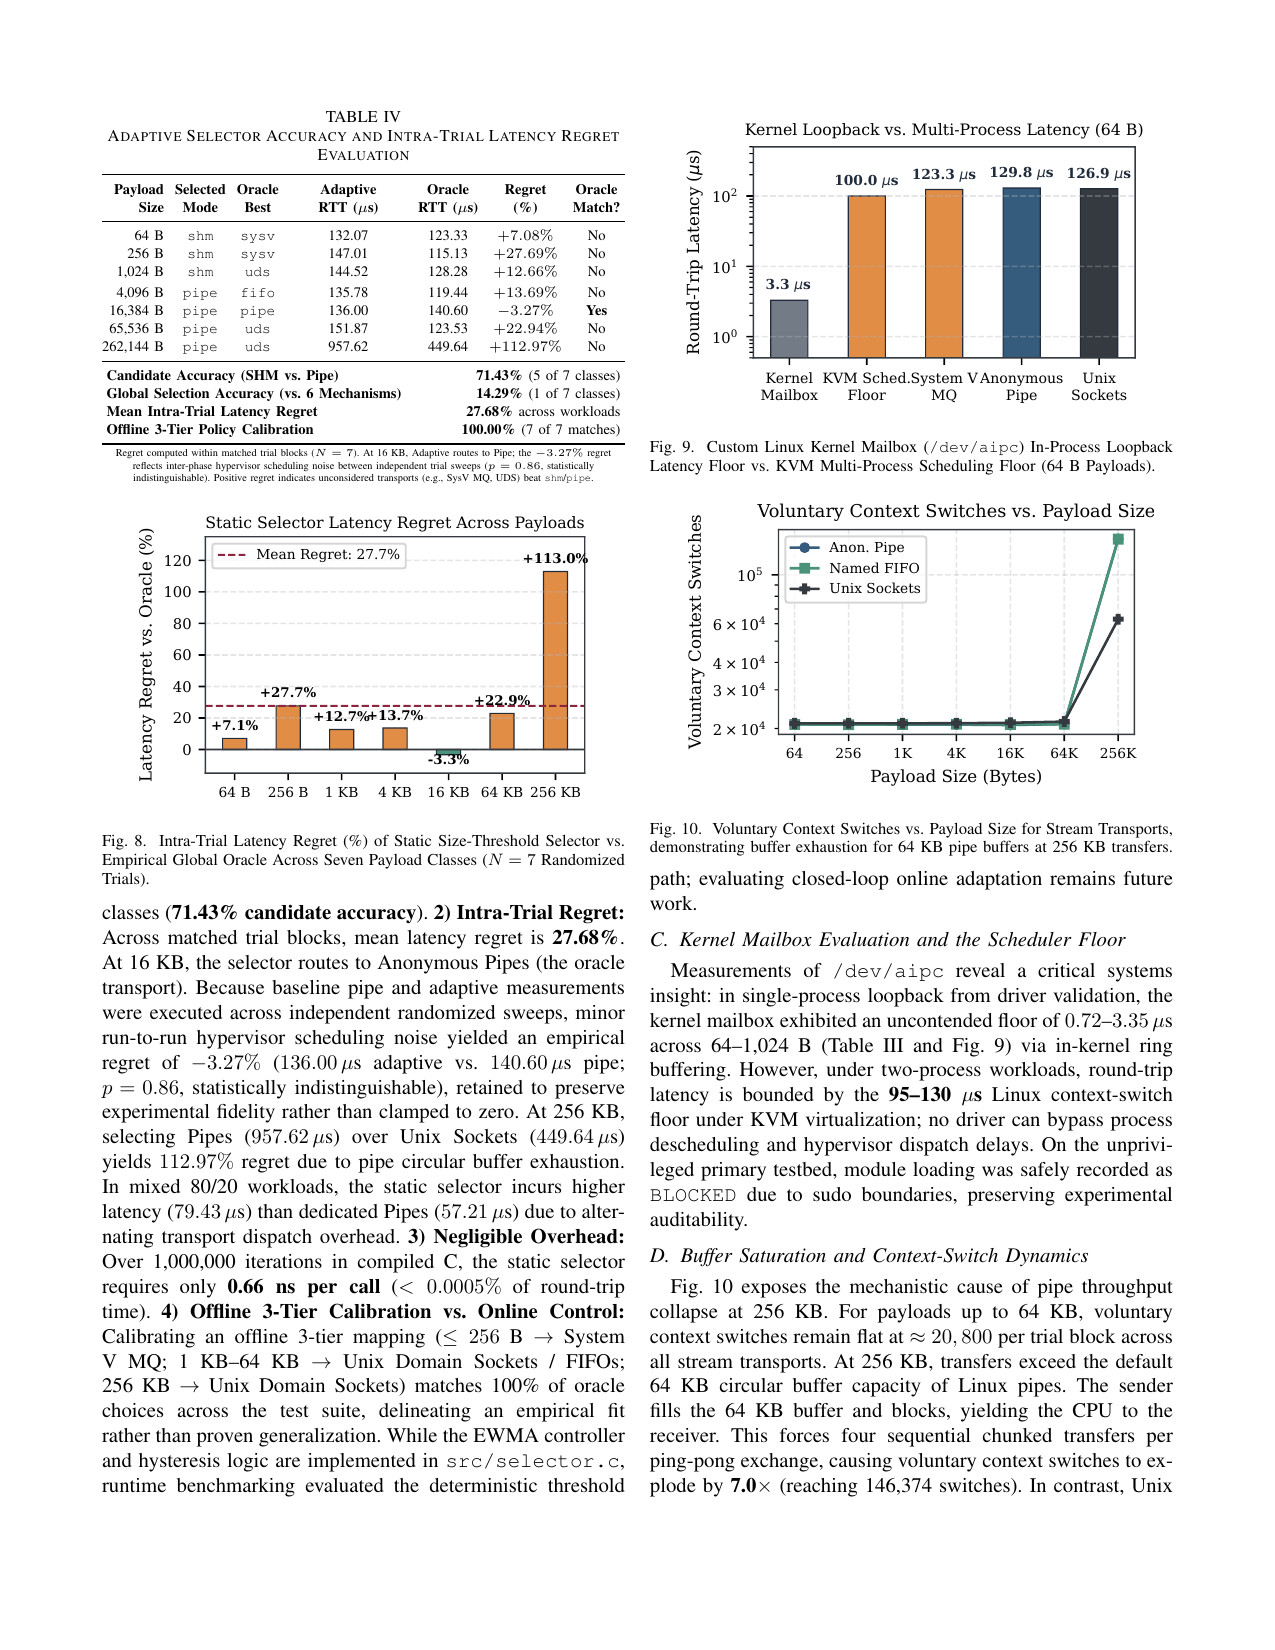 TABLE IV
ADAPTIVE SELECTOR ACCURACY AND INTRA-TRIAL LATENCY REGRET
EVALUATION
Payload Selected Oracle Adaptive Oracle Regret Oracle
Size Mode Best RTT (μs) RTT (μs) (%) Match?
64 B shm sysv 132.07 123.33 +7.08% No
256 B shm sysv 147.01 115.13 +27.69% No
1,024 B shm uds 144.52 128.28 +12.66% No
4,096 B pipe fifo 135.78 119.44 +13.69% No
16,384 B pipe pipe 136.00 140.60 −3.27% Yes
65,536 B pipe uds 151.87 123.53 +22.94% No
262,144 B pipe uds 957.62 449.64 +112.97% No
Candidate Accuracy (SHM vs. Pipe) 71.43% (5 of 7 classes)
Global Selection Accuracy (vs. 6 Mechanisms) 14.29% (1 of 7 classes)
Mean Intra-Trial Latency Regret 27.68% across workloads
Offline 3-Tier Policy Calibration 100.00% (7 of 7 matches)
Regret computed within matched trial blocks (N = 7). At 16 KB, Adaptive routes to Pipe; the −3.27% regret
reflects inter-phase hypervisor scheduling noise between independent trial sweeps (p = 0.86, statistically
indistinguishable). Positive regret indicates unconsidered transports (e.g., SysV MQ, UDS) beat shm/pipe.
Static Selector Latency Regret Across Payloads
Latency Regret vs. Oracle (%)
Mean Regret: 27.7%
120
100
80
60
40
20
0
+7.1%
+27.7%
+12.7%
+13.7%
-3.3%
+22.9%
+113.0%
64 B 256 B 1 KB 4 KB 16 KB 64 KB 256 KB
Fig. 8. Intra-Trial Latency Regret (%) of Static Size-Threshold Selector vs.
Empirical Global Oracle Across Seven Payload Classes (N = 7 Randomized
Trials).
classes (71.43% candidate accuracy). 2) Intra-Trial Regret:
Across matched trial blocks, mean latency regret is 27.68%.
At 16 KB, the selector routes to Anonymous Pipes (the oracle
transport). Because baseline pipe and adaptive measurements
were executed across independent randomized sweeps, minor
run-to-run hypervisor scheduling noise yielded an empirical
regret of −3.27% (136.00 μs adaptive vs. 140.60 μs pipe;
p = 0.86, statistically indistinguishable), retained to preserve
experimental fidelity rather than clamped to zero. At 256 KB,
selecting Pipes (957.62 μs) over Unix Sockets (449.64 μs)
yields 112.97% regret due to pipe circular buffer exhaustion.
In mixed 80/20 workloads, the static selector incurs higher
latency (79.43 μs) than dedicated Pipes (57.21 μs) due to alter-
nating transport dispatch overhead. 3) Negligible Overhead:
Over 1,000,000 iterations in compiled C, the static selector
requires only 0.66 ns per call (< 0.0005% of round-trip
time). 4) Offline 3-Tier Calibration vs. Online Control:
Calibrating an offline 3-tier mapping (≤ 256 B → System
V MQ; 1 KB–64 KB → Unix Domain Sockets / FIFOs;
256 KB → Unix Domain Sockets) matches 100% of oracle
choices across the test suite, delineating an empirical fit
rather than proven generalization. While the EWMA controller
and hysteresis logic are implemented in src/selector.c,
runtime benchmarking evaluated the deterministic threshold
Kernel Loopback vs. Multi-Process Latency (64 B)
Round-Trip Latency (μs)
10²
10¹
10⁰
3.3 μs
100.0 μs
123.3 μs
129.8 μs
126.9 μs
Kernel KVM Sched. System V Anonymous Unix
Mailbox Floor MQ Pipe Sockets
Fig. 9. Custom Linux Kernel Mailbox (/dev/aipc) In-Process Loopback
Latency Floor vs. KVM Multi-Process Scheduling Floor (64 B Payloads).
Voluntary Context Switches vs. Payload Size
Voluntary Context Switches
Anon. Pipe
Named FIFO
Unix Sockets
10⁵
6 × 10⁴
4 × 10⁴
3 × 10⁴
2 × 10⁴
64 256 1K 4K 16K 64K 256K
Payload Size (Bytes)
Fig. 10. Voluntary Context Switches vs. Payload Size for Stream Transports,
demonstrating buffer exhaustion for 64 KB pipe buffers at 256 KB transfers.
path; evaluating closed-loop online adaptation remains future
work.
C. Kernel Mailbox Evaluation and the Scheduler Floor
Measurements of /dev/aipc reveal a critical systems
insight: in single-process loopback from driver validation, the
kernel mailbox exhibited an uncontended floor of 0.72–3.35 μs
across 64–1,024 B (Table III and Fig. 9) via in-kernel ring
buffering. However, under two-process workloads, round-trip
latency is bounded by the 95–130 μs Linux context-switch
floor under KVM virtualization; no driver can bypass process
descheduling and hypervisor dispatch delays. On the unprivi-
leged primary testbed, module loading was safely recorded as
BLOCKED due to sudo boundaries, preserving experimental
auditability.
D. Buffer Saturation and Context-Switch Dynamics
Fig. 10 exposes the mechanistic cause of pipe throughput
collapse at 256 KB. For payloads up to 64 KB, voluntary
context switches remain flat at ≈ 20, 800 per trial block across
all stream transports. At 256 KB, transfers exceed the default
64 KB circular buffer capacity of Linux pipes. The sender
fills the 64 KB buffer and blocks, yielding the CPU to the
receiver. This forces four sequential chunked transfers per
ping-pong exchange, causing voluntary context switches to ex-
plode by 7.0× (reaching 146,374 switches). In contrast, Unix